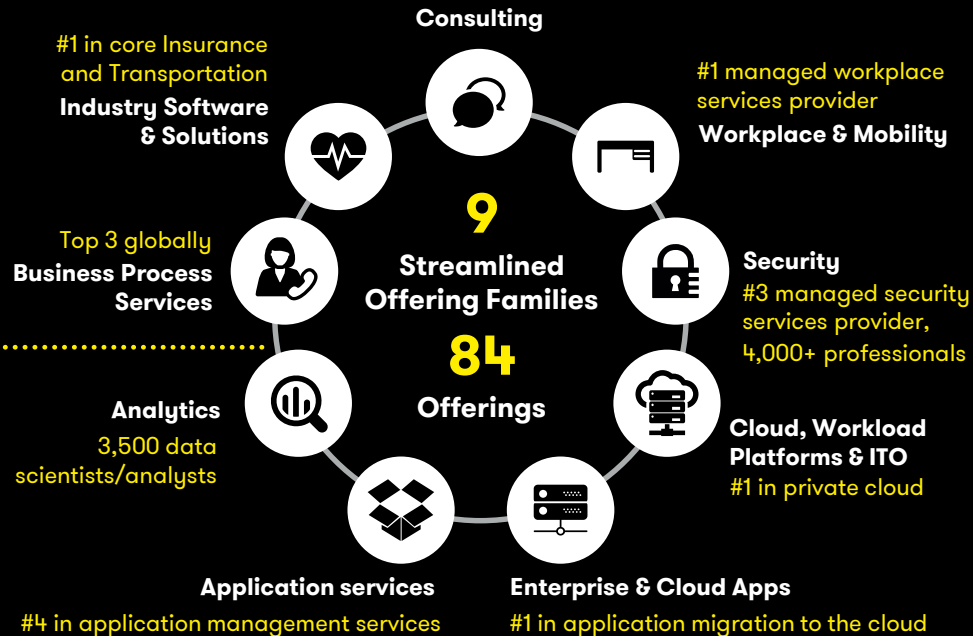 Consulting
#1 in core Insurance
and Transportation
Industry Software
& Solutions
#1 managed workplace
services provider
Workplace & Mobility
Top 3 globally
Business Process
Services
9
Streamlined
Offering Families
84
Offerings
Security
#3 managed security
services provider,
4,000+ professionals
Analytics
3,500 data
scientists/analysts
Cloud, Workload
Platforms & ITO
#1 in private cloud
Application services
#4 in application management services
Enterprise & Cloud Apps
#1 in application migration to the cloud